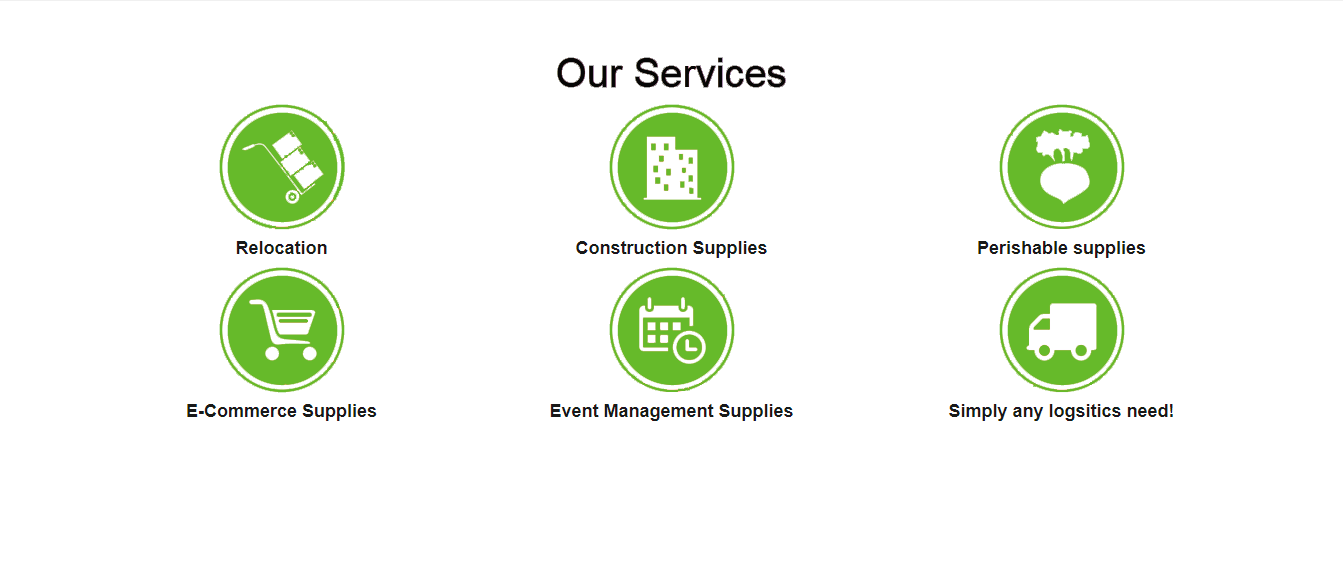 Our Services
Relocation
Construction Supplies
Perishable supplies
E-Commerce Supplies
Event Management Supplies
Simply any logsitics need!